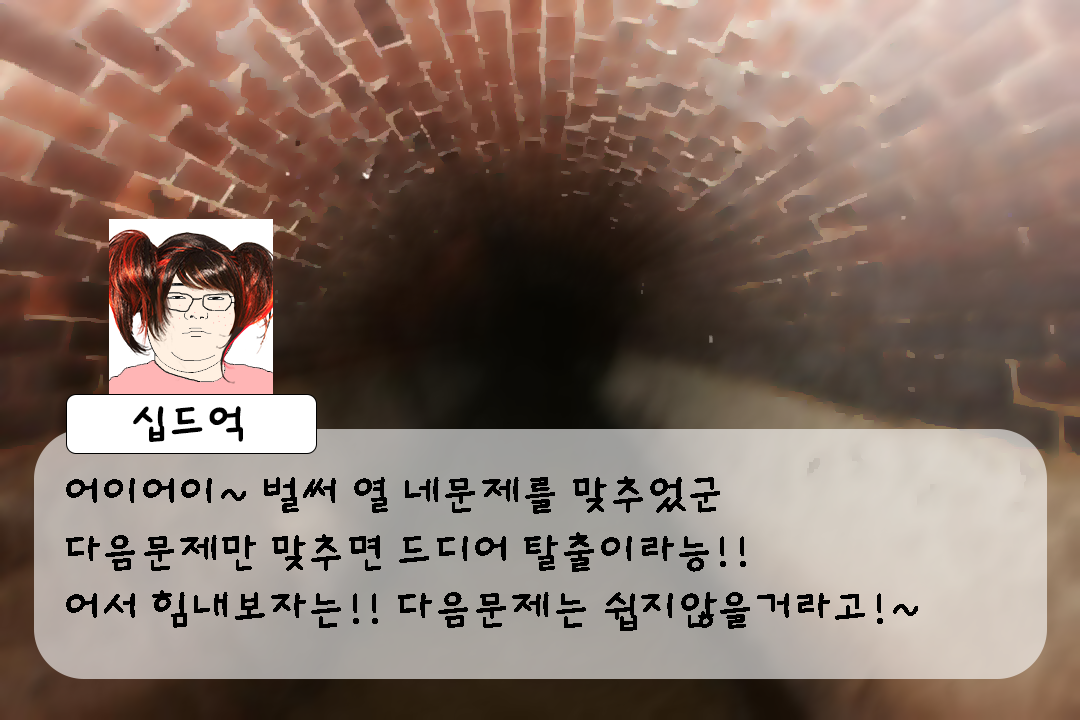 십드억
어이어이~ 벌써 열 네문제를 맞추었군
다음문제만 맞추면 드디어 탈출이라능!!
어서 힘내보자는!! 다음문제는 쉽지않을거라고!~